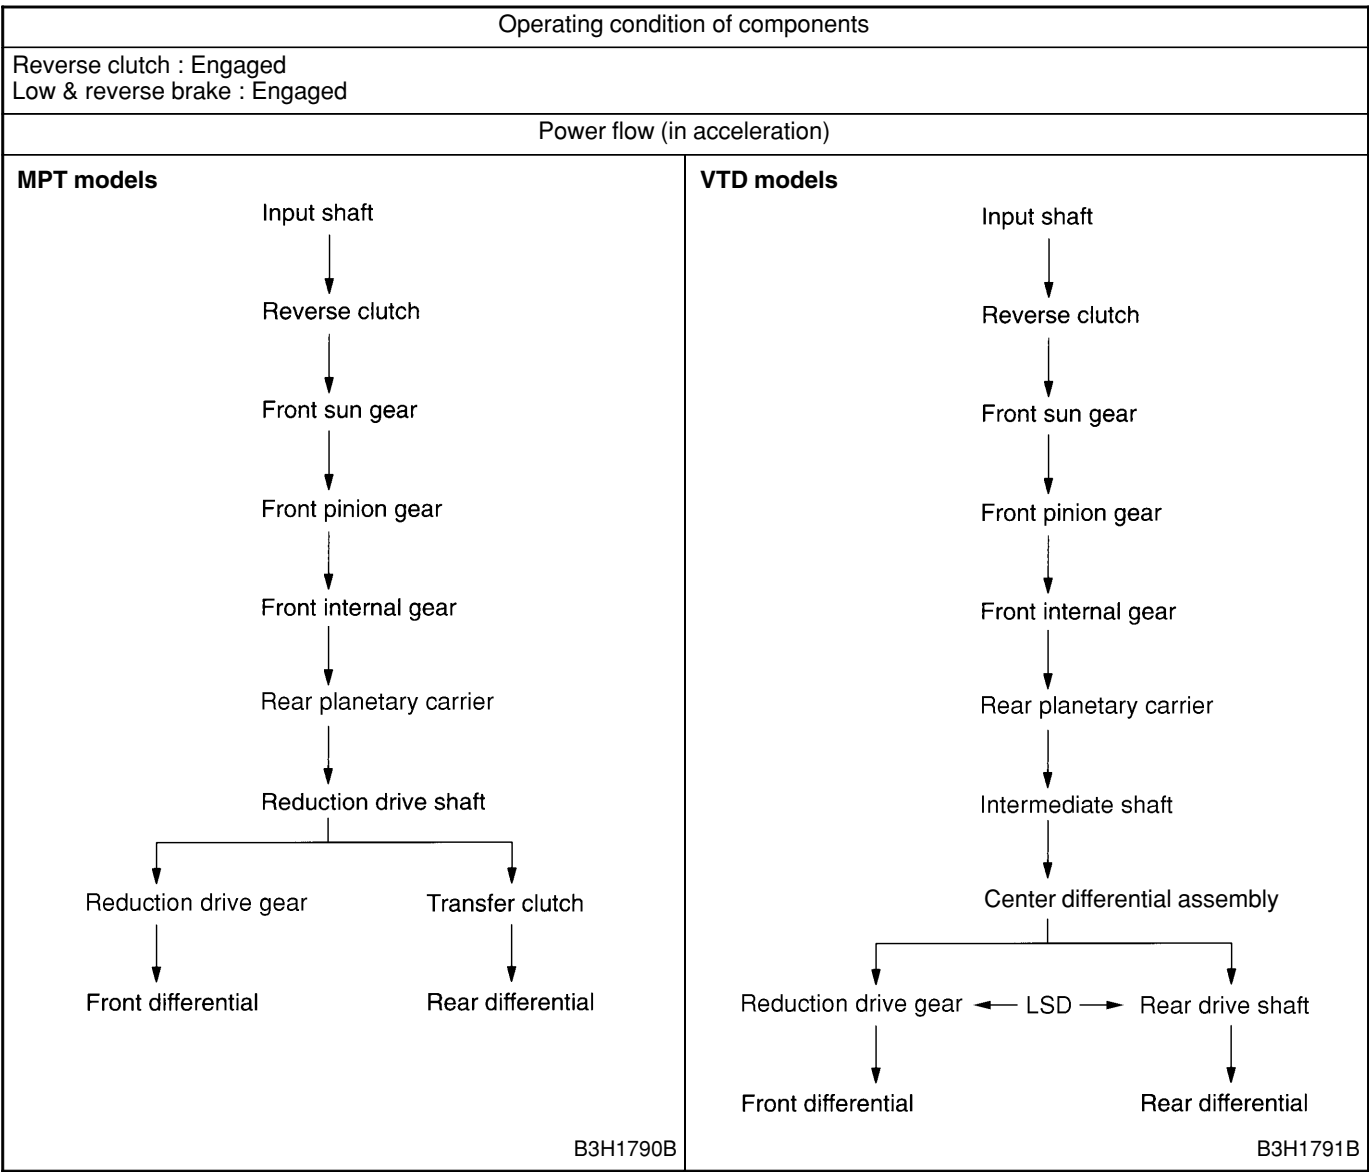 Operating condition of components
Reverse clutch : Engaged
Low & reverse brake : Engaged
Power flow (in acceleration)
MPT models
Input shaft
Reverse clutch
Front sun gear
Front pinion gear
Front internal gear
Rear planetary carrier
Reduction drive shaft
Reduction drive gear
Transfer clutch
Front differential
Rear differential
B3H1790B
VTD models
Input shaft
Reverse clutch
Front sun gear
Front pinion gear
Front internal gear
Rear planetary carrier
Intermediate shaft
Center differential assembly
Reduction drive gear LSD Rear drive shaft
Front differential
Rear differential
B3H1791B